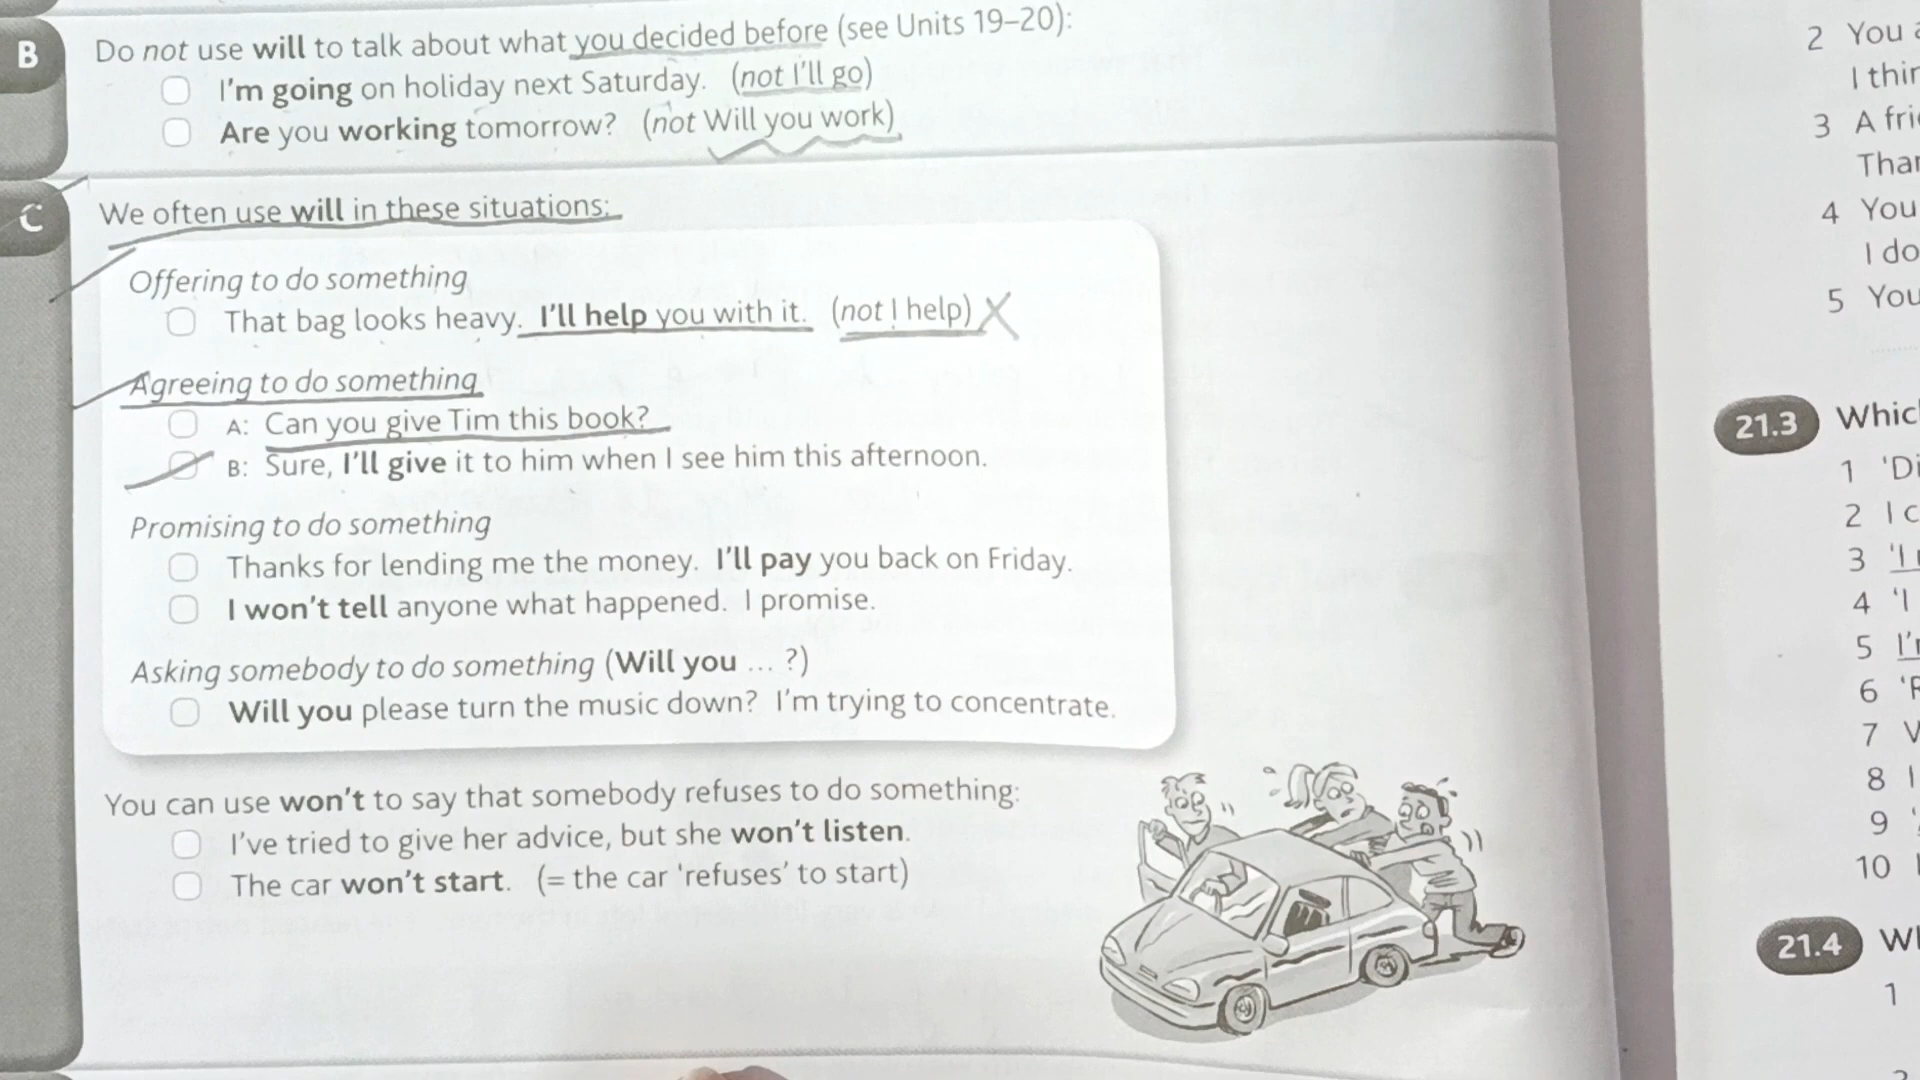 B
Do not use will to talk about what you decided before (see Units 19–20):
I'm going on holiday next Saturday. (not I'll go)
Are you working tomorrow? (not Will you work)
C
We often use will in these situations:
Offering to do something
That bag looks heavy. I'll help you with it. (not I help)
Agreeing to do something
A: Can you give Tim this book?
B: Sure, I'll give it to him when I see him this afternoon.
Promising to do something
Thanks for lending me the money. I'll pay you back on Friday.
I won't tell anyone what happened. I promise.
Asking somebody to do something (Will you ... ?)
Will you please turn the music down? I'm trying to concentrate.
You can use won't to say that somebody refuses to do something:
I've tried to give her advice, but she won't listen.
The car won't start. (= the car 'refuses' to start)
2 You
I
3 A
4 You
I do
5 You
21.3
1
2 I
3
4 'I
5
6
7
8 I
9
10
21.4
1